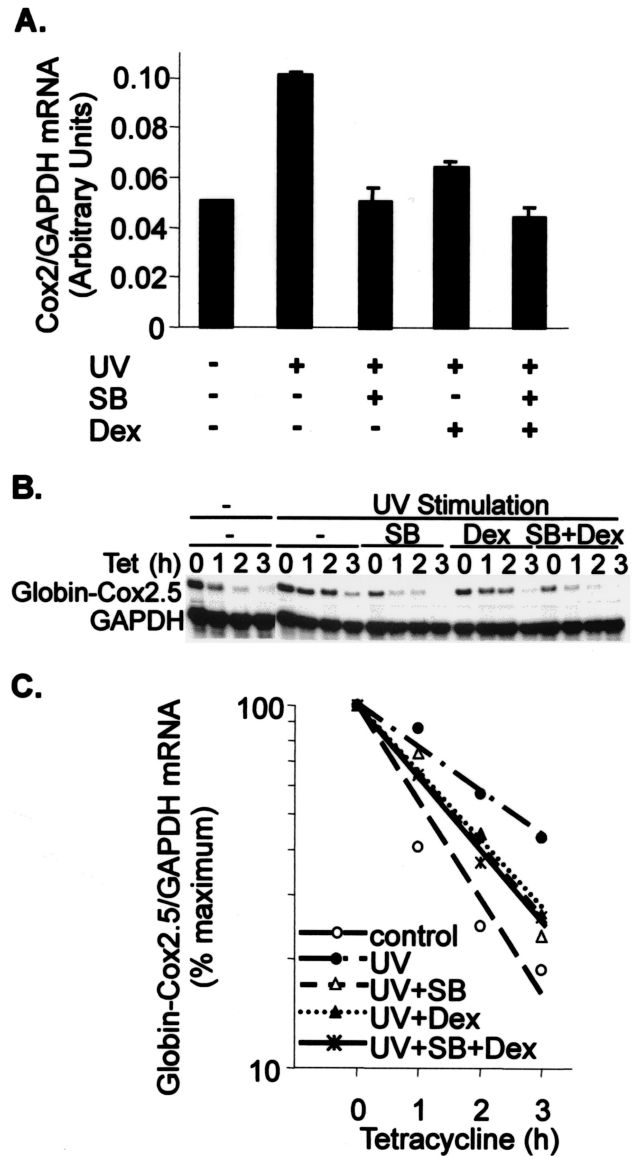 A.
Cox2/GAPDH mRNA
(Arbitrary Units)
0.10
0.08
0.06
0.04
0.02
0
UV - + + + +
SB - - + - +
Dex - - - + +
B.
- UV Stimulation
- - SB Dex SB+Dex
Tet (h) 0 1 2 3 0 1 2 3 0 1 2 3 0 1 2 3 0 1 2 3
Globin-Cox2.5
GAPDH
C.
Globin-Cox2.5/GAPDH mRNA
(% maximum)
100
10
control
UV
UV+SB
UV+Dex
UV+SB+Dex
0 1 2 3
Tetracycline (h)